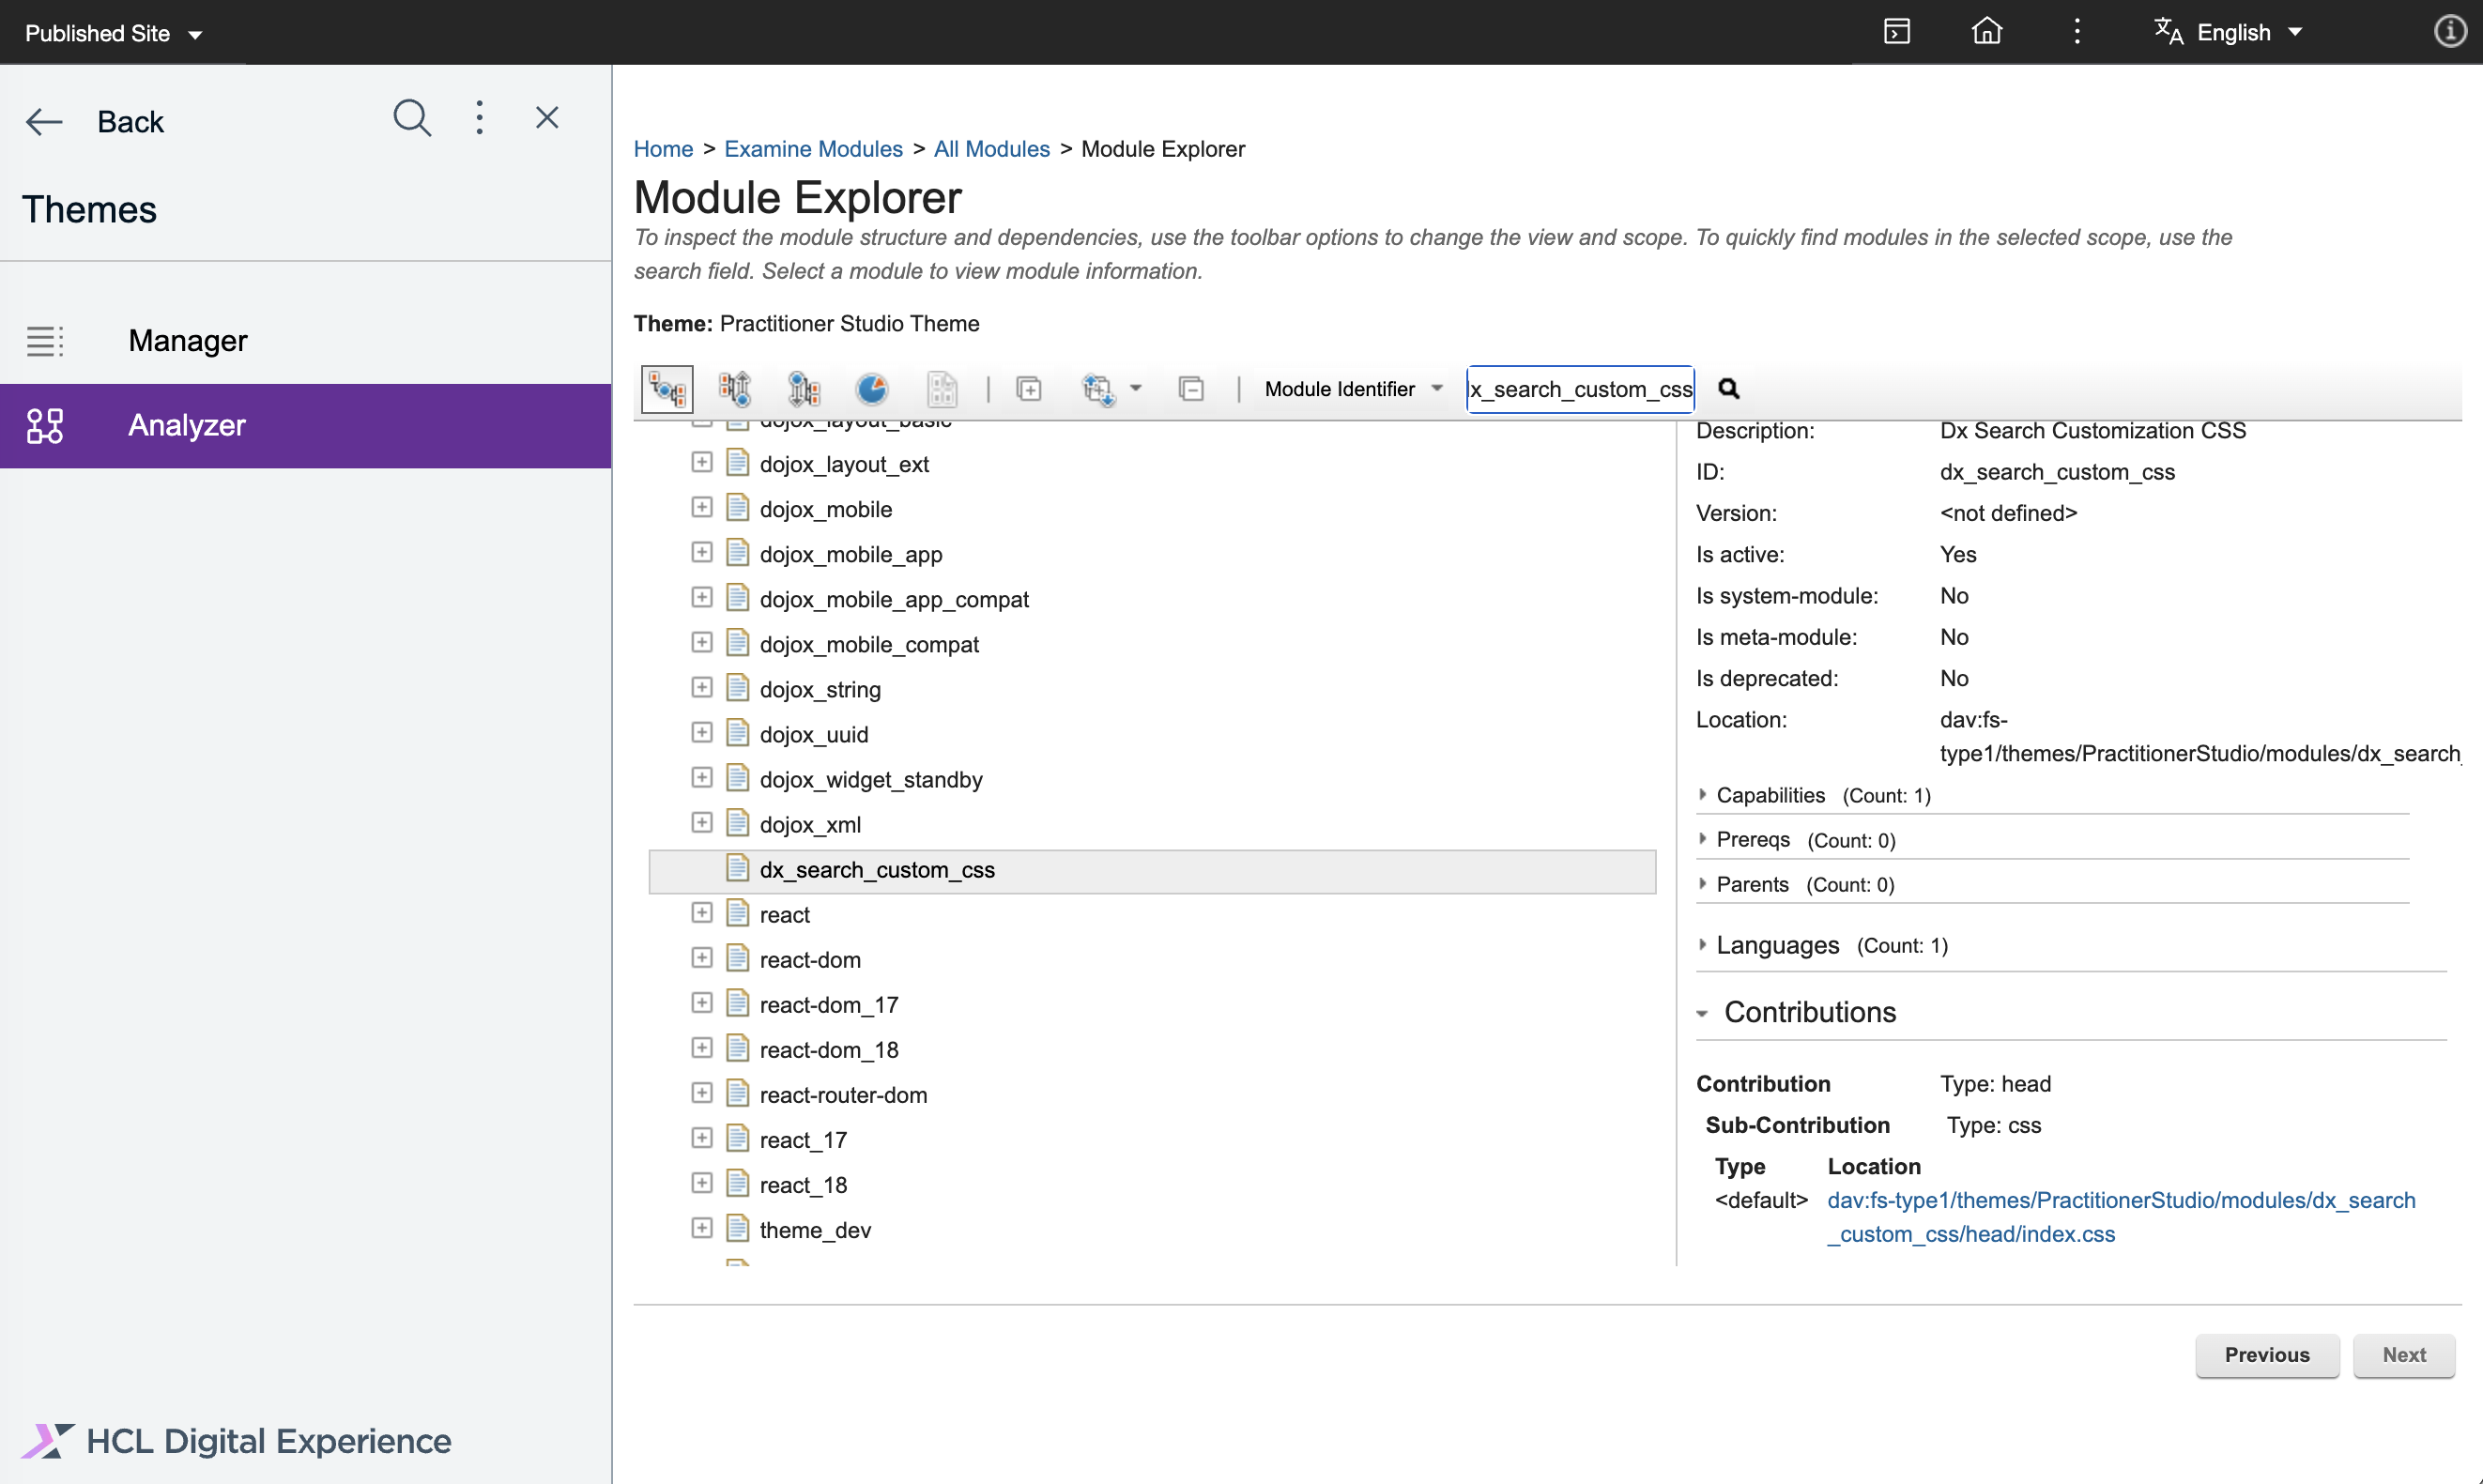 Published Site
English
Back
Themes
Manager
Analyzer
HCL Digital Experience
Home > Examine Modules > All Modules > Module Explorer
Module Explorer
To inspect the module structure and dependencies, use the toolbar options to change the view and scope. To quickly find modules in the selected scope, use the
search field. Select a module to view module information.
Theme: Practitioner Studio Theme
Module Identifier
x_search_custom_css
dojox_layout_basic
dojox_layout_ext
dojox_mobile
dojox_mobile_app
dojox_mobile_app_compat
dojox_mobile_compat
dojox_string
dojox_uuid
dojox_widget_standby
dojox_xml
dx_search_custom_css
react
react-dom
react-dom_17
react-dom_18
react-router-dom
react_17
react_18
theme_dev
Description: Dx Search Customization CSS
ID: dx_search_custom_css
Version: <not defined>
Is active: Yes
Is system-module: No
Is meta-module: No
Is deprecated: No
Location: dav:fs-
type1/themes/PractitionerStudio/modules/dx_search_
Capabilities (Count: 1)
Prereqs (Count: 0)
Parents (Count: 0)
Languages (Count: 1)
Contributions
Contribution Type: head
Sub-Contribution Type: css
Type Location
<default> dav:fs-type1/themes/PractitionerStudio/modules/dx_search
_custom_css/head/index.css
Previous
Next